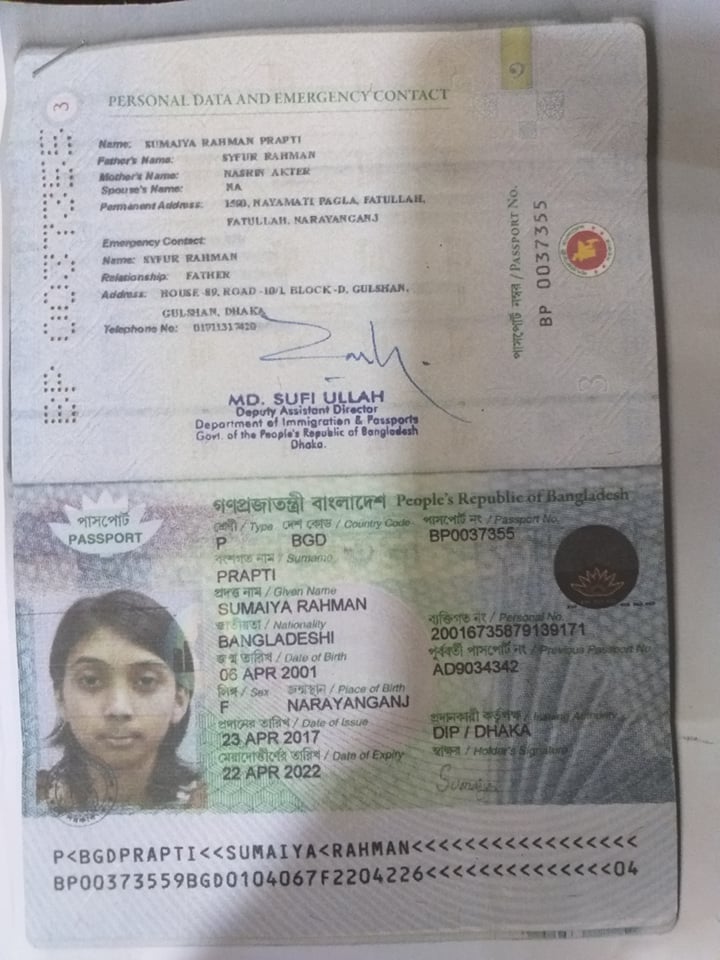 PERSONAL DATA AND EMERGENCY CONTACT
Name: SUMAIYA RAHMAN PRAPTI
Father's Name: SYFUR RAHMAN
Mother's Name: NASRIN AKTER
Spouse's Name: NA
Permanent Address: NAYAMATI PAGLA, FATULLAH,
FATULLAH, NARAYANGANJ
Emergency Contact:
Name: SYFUR RAHMAN
Relationship: FATHER
Address: HOUSE-89, ROAD-10/1, BLOCK-D, GULSHAN,
GULSHAN, DHAKA
Telephone No:
MD. SUFI ULLAH
Deputy Assistant Director
Department of Immigration & Passports
Govt. of the People's Republic of Bangladesh
Dhaka.
3
পাসপোর্ট নম্বর / PASSPORT No.
BP 0037355
3
গণপ্রজাতন্ত্রী বাংলাদেশ People's Republic of Bangladesh
পাসপোর্ট
PASSPORT
শ্রেণী / Type দেশ কোড / Country Code পাসপোর্ট নং / Passport No.
P BGD BP0037355
বংশগত নাম / Surname
PRAPTI
প্রদত্ত নাম / Given Name
SUMAIYA RAHMAN
ব্যক্তিগত নং / Personal No.
20016735879139171
জাতীয়তা / Nationality
BANGLADESHI
পূর্ববর্তী পাসপোর্ট নং / Previous Passport No.
AD9034342
জন্ম তারিখ / Date of Birth
06 APR 2001
লিঙ্গ / Sex জন্মস্থান / Place of Birth
F NARAYANGANJ
প্রদানের তারিখ / Date of Issue
23 APR 2017
প্রদানকারী কর্তৃপক্ষ / Issuing Authority
DIP / DHAKA
মেয়াদোত্তীর্ণের তারিখ / Date of Expiry
22 APR 2022
স্বাক্ষর / Holder's Signature
Sumaiya
P<BGDPRAPTI<<SUMAIYA<RAHMAN<<<<<<<<<<<<<<<<<
BP00373559BGD0104067F2204226<<<<<<<<<<<<<<04